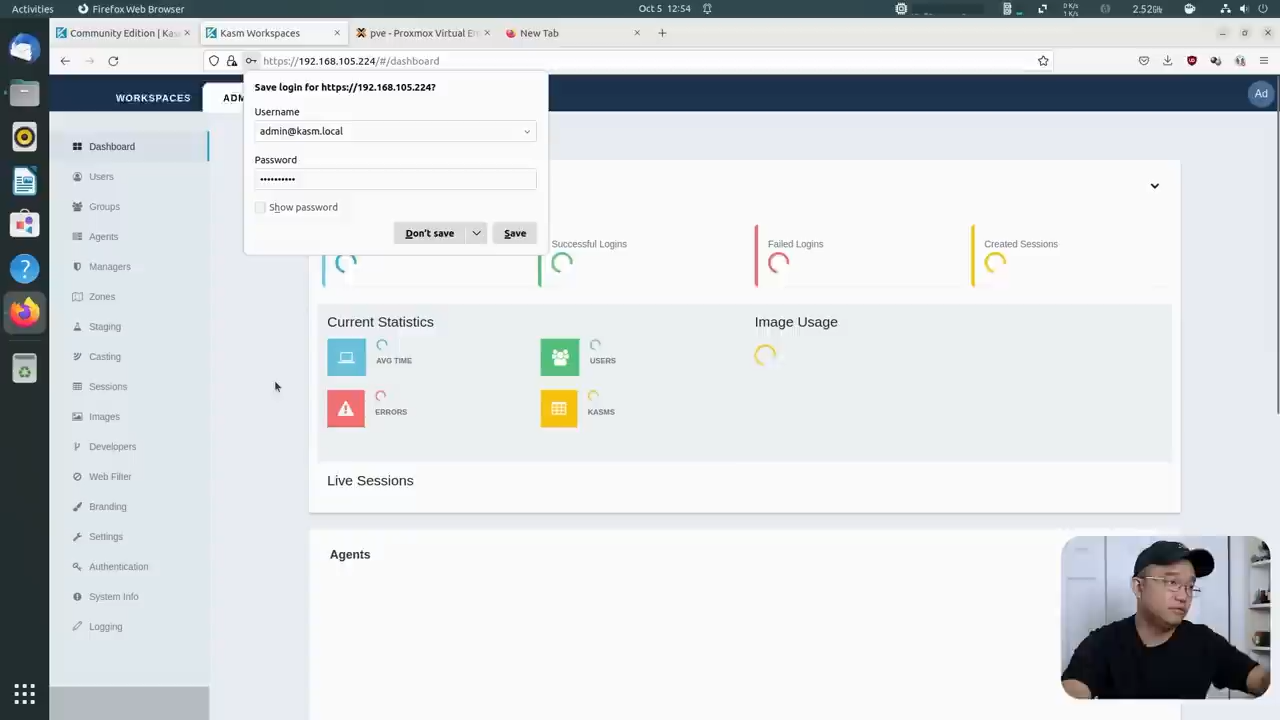 Activities
Firefox Web Browser
Oct 5 12:54
2.52GHz
Community Edition | Kas
Kasm Workspaces
pve - Proxmox Virtual En
New Tab
https://192.168.105.224/#/dashboard
WORKSPACES
ADM
Ad
Save login for https://192.168.105.224?
Username
admin@kasm.local
Password
••••••••••
Show password
Don't save
Save
Dashboard
Users
Groups
Agents
Managers
Zones
Staging
Casting
Sessions
Images
Developers
Web Filter
Branding
Settings
Authentication
System Info
Logging
Successful Logins
Failed Logins
Created Sessions
Current Statistics
Image Usage
AVG TIME
USERS
ERRORS
KASMS
Live Sessions
Agents